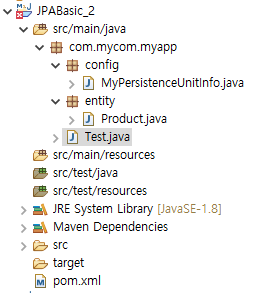 JPABasic_2
src/main/java
com.mycom.myapp
config
MyPersistenceUnitInfo.java
entity
Product.java
Test.java
src/main/resources
src/test/java
src/test/resources
JRE System Library [JavaSE-1.8]
Maven Dependencies
src
target
pom.xml